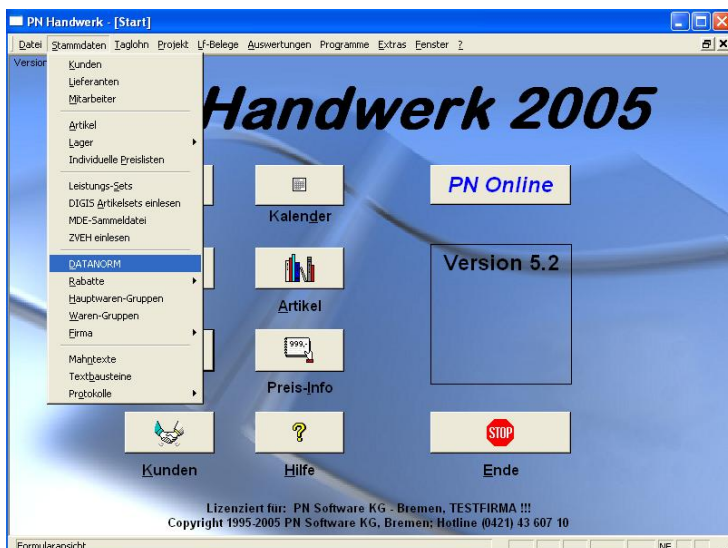 PN Handwerk - [Start]
Datei Stammdaten Taglohn Projekt Lf-Belege Auswertungen Programme Extras Fenster ?
Version
Kunden
Lieferanten
Mitarbeiter
Artikel
Lager
Individuelle Preislisten
Leistungs-Sets
DIGIS Artikelsets einlesen
MDE-Sammeldatei
ZVEH einlesen
DATANORM
Rabatte
Hauptwaren-Gruppen
Waren-Gruppen
Firma
Mahntexte
Textbausteine
Protokolle
Handwerk 2005
PN Online
Kalender
Version 5.2
Artikel
999,-
Preis-Info
STOP
Kunden
Hilfe
Ende
Lizenziert für: PN Software KG - Bremen, TESTFIRMA !!!
Copyright 1995-2005 PN Software KG, Bremen; Hotline (0421) 43 607 10
Formularansicht
NF